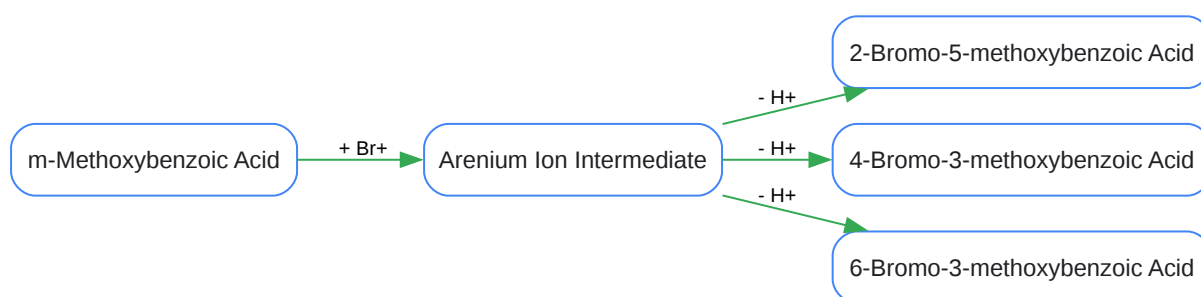 2-Bromo-5-methoxybenzoic Acid
- H+
m-Methoxybenzoic Acid
+ Br+
Arenium Ion Intermediate
- H+
4-Bromo-3-methoxybenzoic Acid
- H+
6-Bromo-3-methoxybenzoic Acid